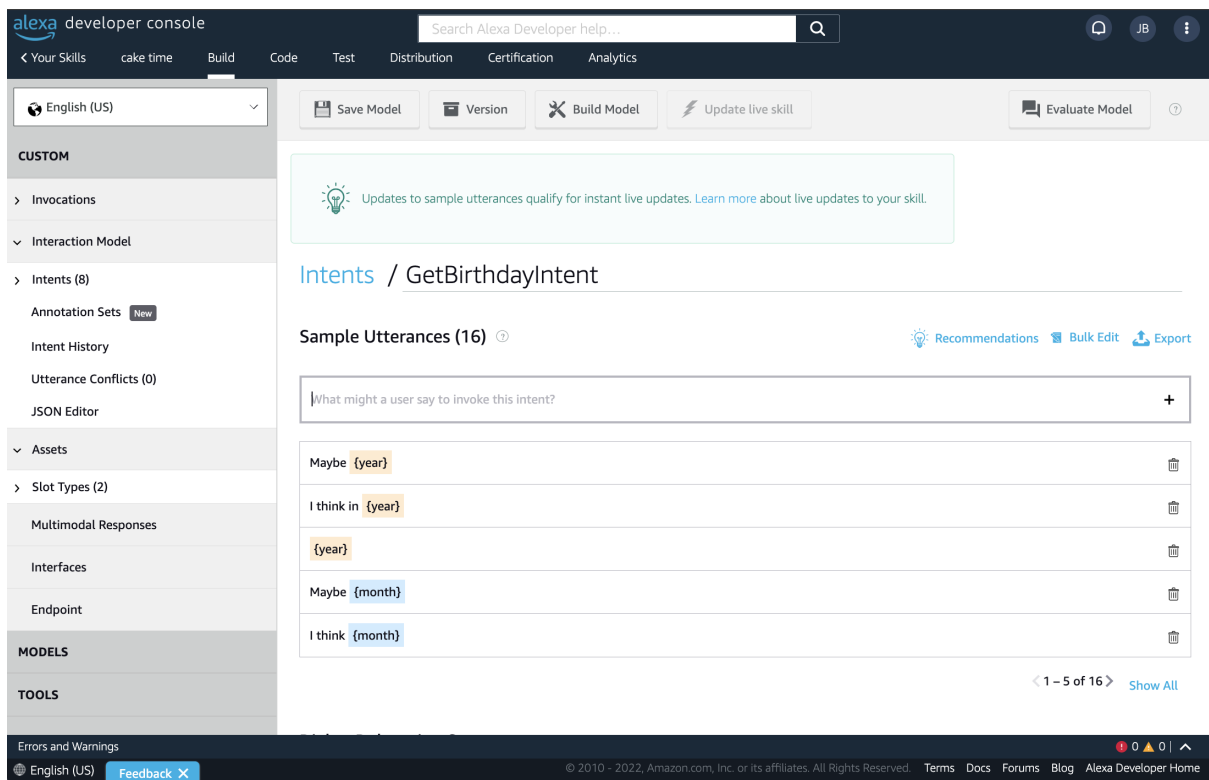 alexa developer console
Search Alexa Developer help...
JB
Your Skills cake time Build Code Test Distribution Certification Analytics
English (US)
Save Model Version Build Model Update live skill Evaluate Model ?
CUSTOM
Invocations
Updates to sample utterances qualify for instant live updates. Learn more about live updates to your skill.
Interaction Model
Intents (8)
Intents / GetBirthdayIntent
Annotation Sets New
Sample Utterances (16) ?
Recommendations Bulk Edit Export
Intent History
Utterance Conflicts (0)
What might a user say to invoke this intent? +
JSON Editor
Assets
Maybe {year}
Slot Types (2)
I think in {year}
Multimodal Responses
{year}
Interfaces
Maybe {month}
Endpoint
I think {month}
MODELS
1 – 5 of 16 Show All
TOOLS
Errors and Warnings
0 0
English (US) Feedback X
© 2010 - 2022, Amazon.com, Inc. or its affiliates. All Rights Reserved. Terms Docs Forums Blog Alexa Developer Home